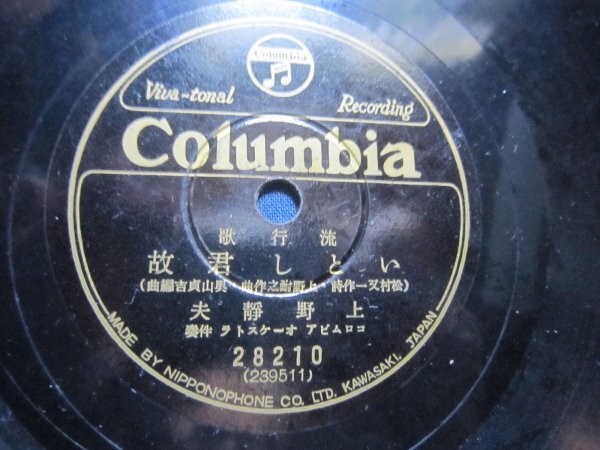 Columbia
Viva-tonal Recording
Columbia
流行歌
いとし君故
(松村又一作詩・上野耐之作曲・奥山貞吉編曲)
上野靜夫
コロムビア オーケストラ 伴奏
28210
(239511)
MADE BY NIPPONOPHONE CO. LTD. KAWASAKI, JAPAN